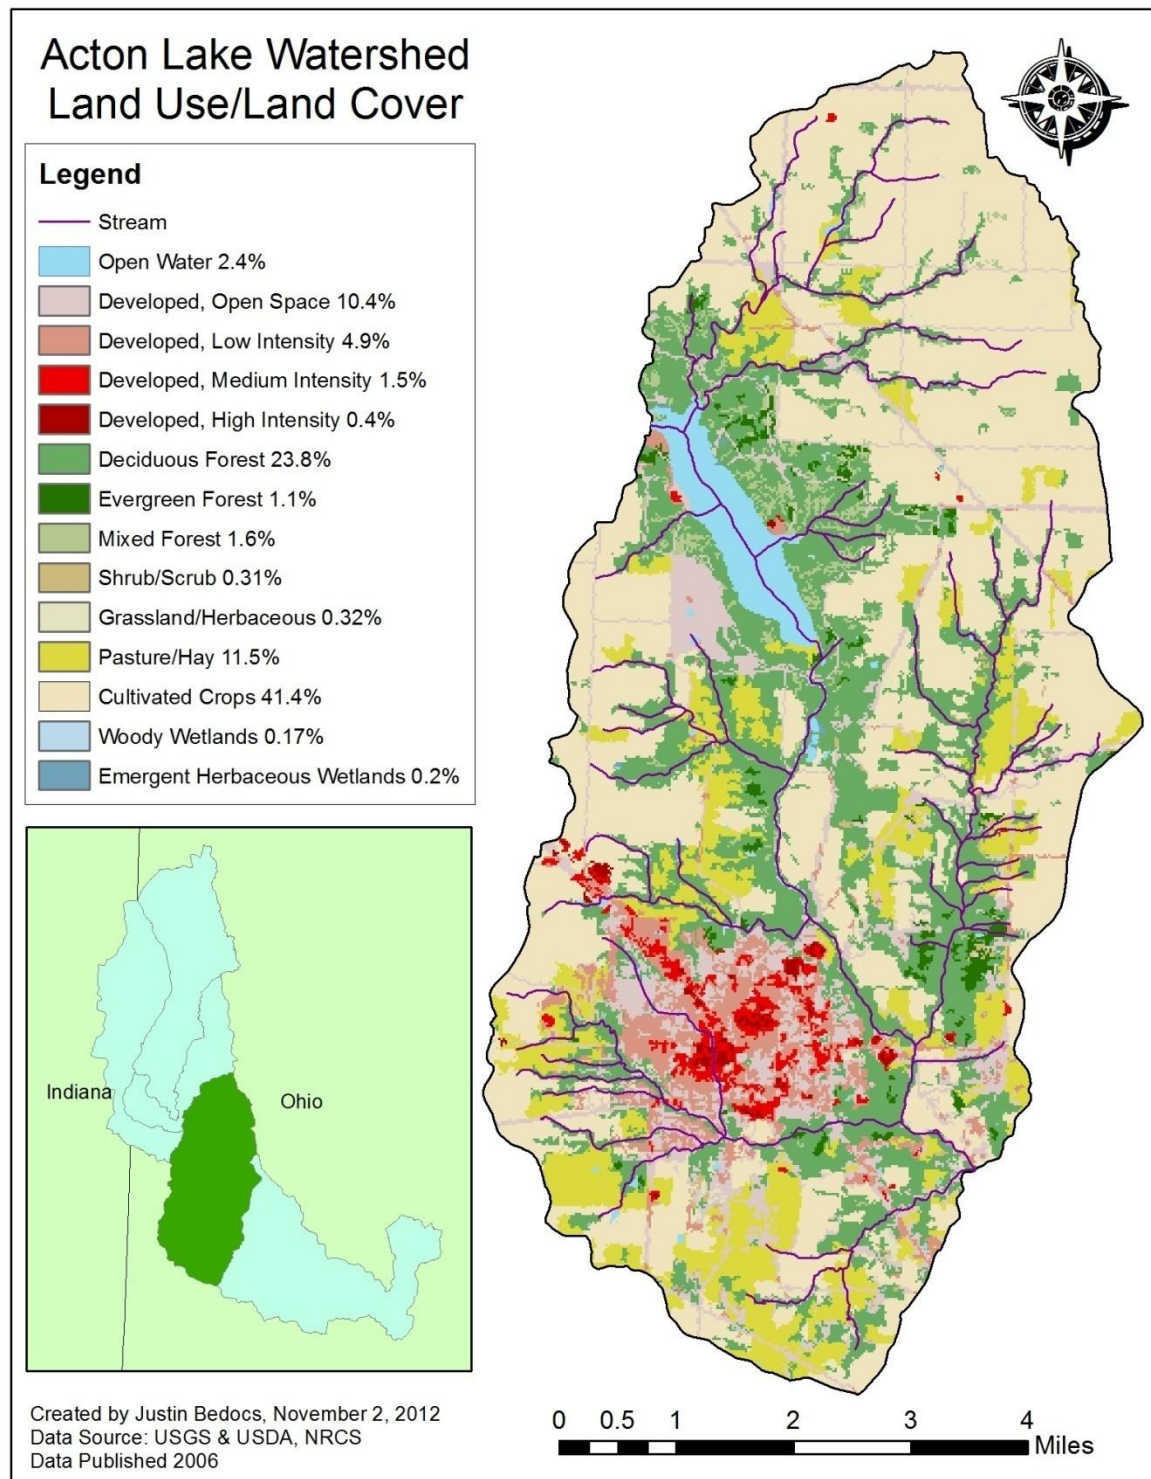 Acton Lake Watershed
Land Use/Land Cover
Legend
Stream
Open Water 2.4%
Developed, Open Space 10.4%
Developed, Low Intensity 4.9%
Developed, Medium Intensity 1.5%
Developed, High Intensity 0.4%
Deciduous Forest 23.8%
Evergreen Forest 1.1%
Mixed Forest 1.6%
Shrub/Scrub 0.31%
Grassland/Herbaceous 0.32%
Pasture/Hay 11.5%
Cultivated Crops 41.4%
Woody Wetlands 0.17%
Emergent Herbaceous Wetlands 0.2%
Indiana
Ohio
Created by Justin Bedocs, November 2, 2012
Data Source: USGS & USDA, NRCS
Data Published 2006
0 0.5 1 2 3 4
Miles